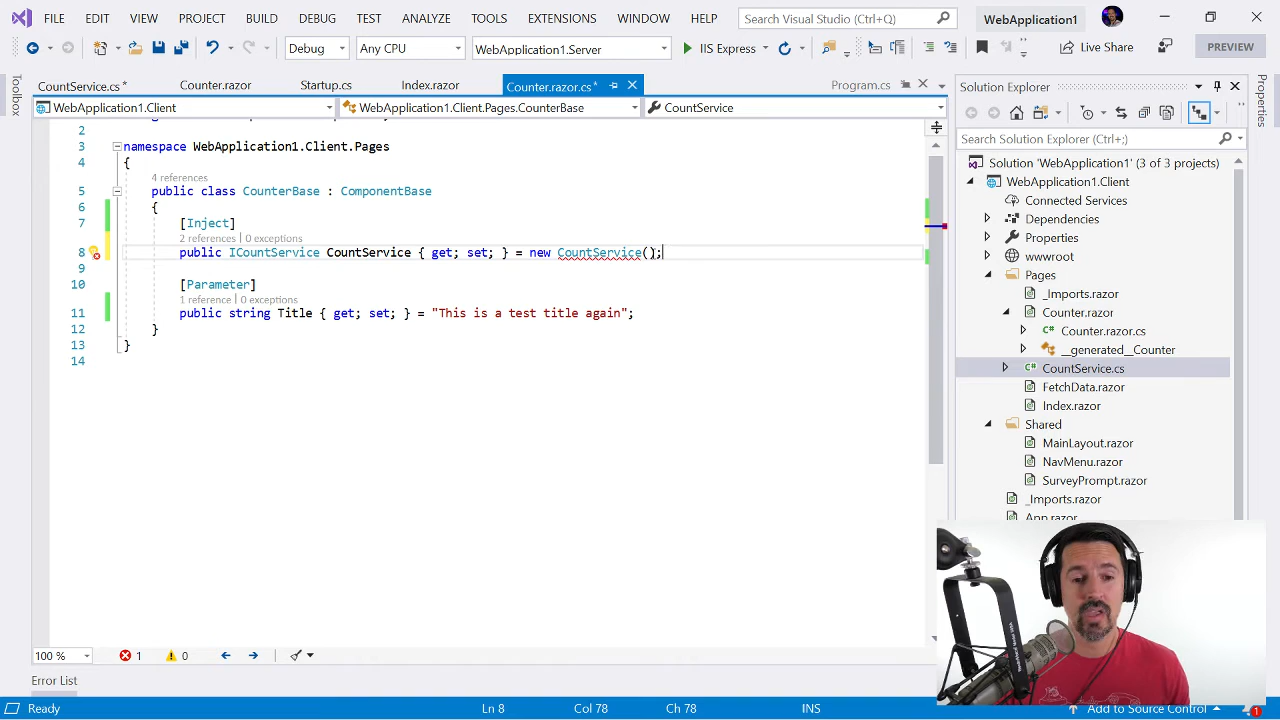 FILE EDIT VIEW PROJECT BUILD DEBUG TEST ANALYZE TOOLS EXTENSIONS WINDOW HELP Search Visual Studio (Ctrl+Q) WebApplication1
Debug Any CPU WebApplication1.Server IIS Express Live Share PREVIEW
Toolbox
CountService.cs* Counter.razor Startup.cs Index.razor Counter.razor.cs* Program.cs
WebApplication1.Client WebApplication1.Client.Pages.CounterBase CountService
2
3 namespace WebApplication1.Client.Pages
4 {
4 references
5 public class CounterBase : ComponentBase
6 {
7 [Inject]
2 references | 0 exceptions
8 public ICountService CountService { get; set; } = new CountService();
9
10 [Parameter]
1 reference | 0 exceptions
11 public string Title { get; set; } = "This is a test title again";
12 }
13 }
14
100 % 1 0
Error List
Solution Explorer
Search Solution Explorer (Ctrl+;)
Solution 'WebApplication1' (3 of 3 projects)
WebApplication1.Client
Connected Services
Dependencies
Properties
wwwroot
Pages
_Imports.razor
Counter.razor
Counter.razor.cs
__generated__Counter
CountService.cs
FetchData.razor
Index.razor
Shared
MainLayout.razor
NavMenu.razor
SurveyPrompt.razor
_Imports.razor
App.razor
Properties
Ready Ln 8 Col 78 Ch 78 INS Add to Source Control 1